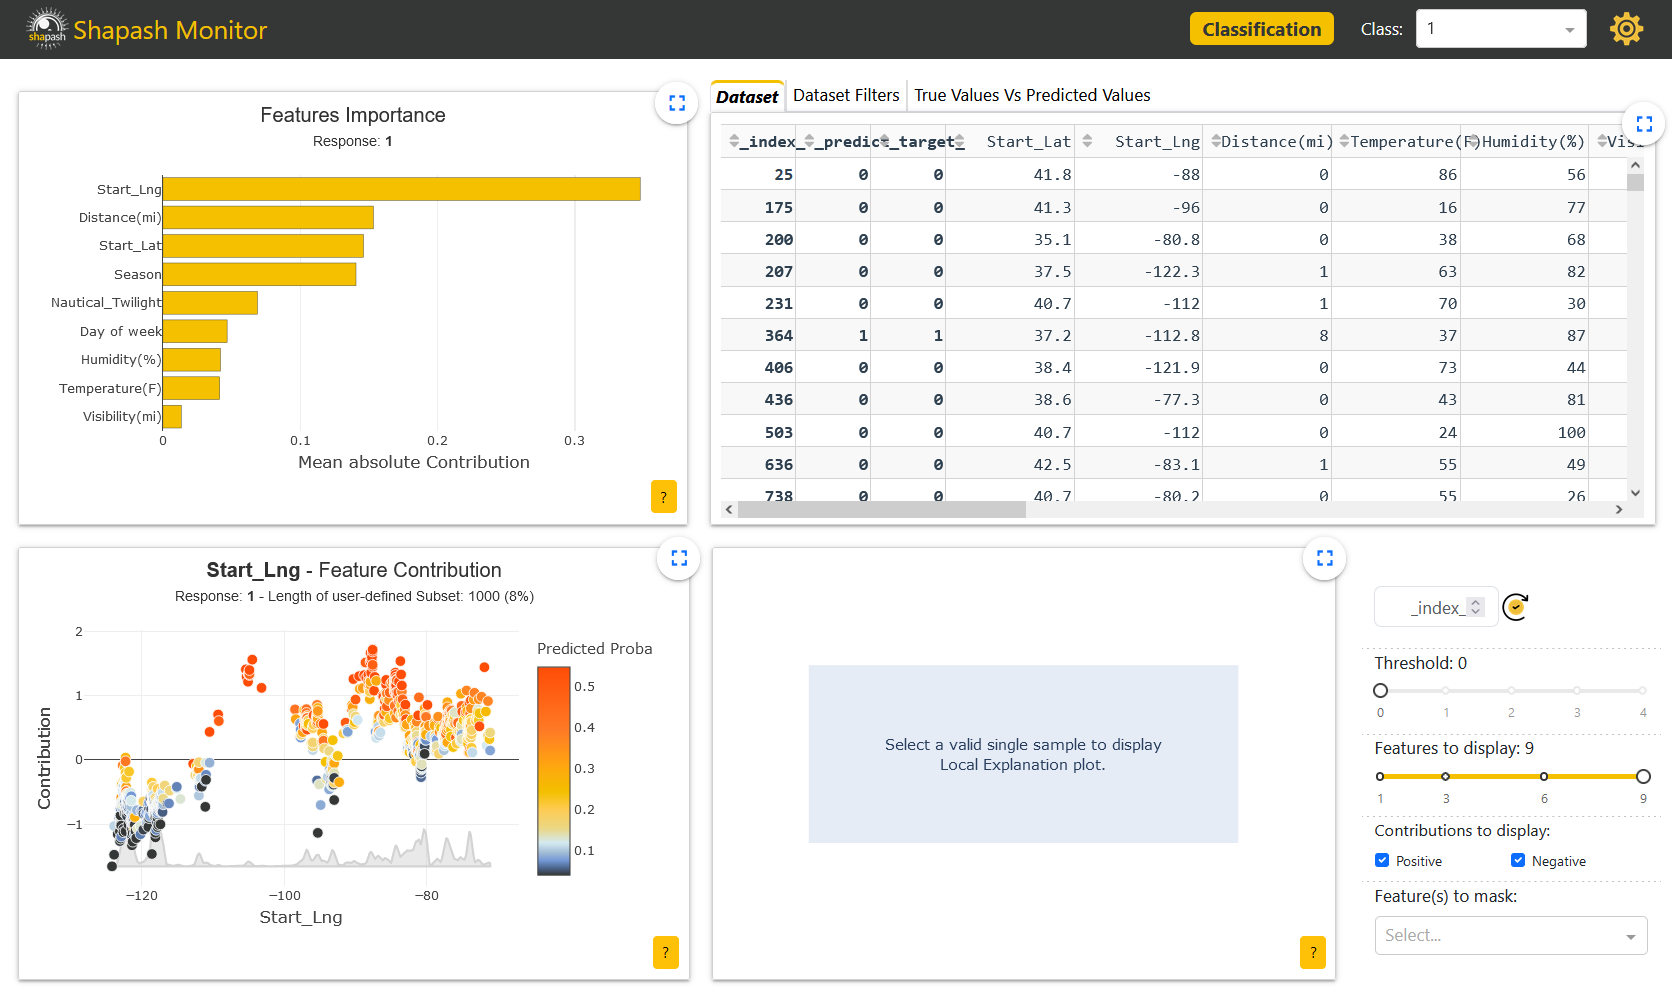 shapash Shapash Monitor
Classification
Class:
1
Features Importance
Response: 1
Start_Lng
Distance(mi)
Start_Lat
Season
Nautical_Twilight
Day of week
Humidity(%)
Temperature(F)
Visibility(mi)
0 0.1 0.2 0.3
Mean absolute Contribution
?
Dataset Dataset Filters True Values Vs Predicted Values
_index_ _predict_ _target_ Start_Lat Start_Lng Distance(mi) Temperature(F) Humidity(%) Visi
25 0 0 41.8 -88 0 86 56
175 0 0 41.3 -96 0 16 77
200 0 0 35.1 -80.8 0 38 68
207 0 0 37.5 -122.3 1 63 82
231 0 0 40.7 -112 1 70 30
364 1 1 37.2 -112.8 8 37 87
406 0 0 38.4 -121.9 0 73 44
436 0 0 38.6 -77.3 0 43 81
503 0 0 40.7 -112 0 24 100
636 0 0 42.5 -83.1 1 55 49
738 0 0 40.7 -80.2 0 55 26
Start_Lng - Feature Contribution
Response: 1 - Length of user-defined Subset: 1000 (8%)
Contribution
2
1
0
−1
−120 −100 −80
Start_Lng
Predicted Proba
0.5
0.4
0.3
0.2
0.1
?
Select a valid single sample to display
Local Explanation plot.
?
_index_
Threshold: 0
0 1 2 3 4
Features to display: 9
1 3 6 9
Contributions to display:
Positive Negative
Feature(s) to mask:
Select...